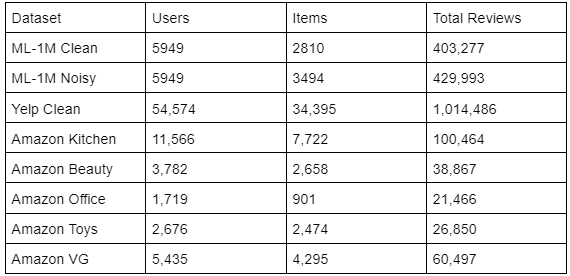 Dataset Users Items Total Reviews
ML-1M Clean 5949 2810 403,277
ML-1M Noisy 5949 3494 429,993
Yelp Clean 54,574 34,395 1,014,486
Amazon Kitchen 11,566 7,722 100,464
Amazon Beauty 3,782 2,658 38,867
Amazon Office 1,719 901 21,466
Amazon Toys 2,676 2,474 26,850
Amazon VG 5,435 4,295 60,497